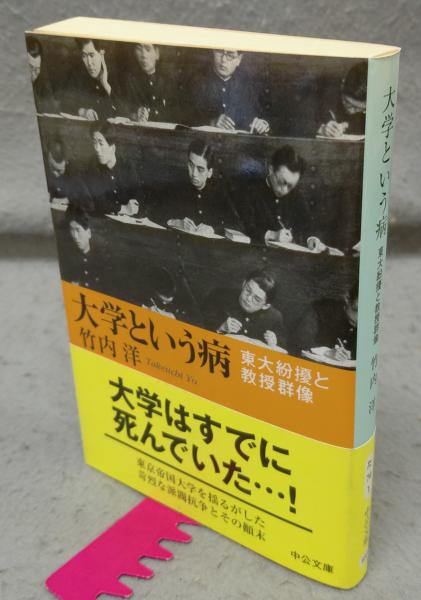 大学という病
東大紛擾と
教授群像
竹内 洋
Takeuchi Yo
大学はすでに
死んでいた…!
東京帝国大学を揺るがした
苛烈な派閥抗争とその顛末
中公文庫
大学という病
東大紛擾と教授群像
竹内 洋